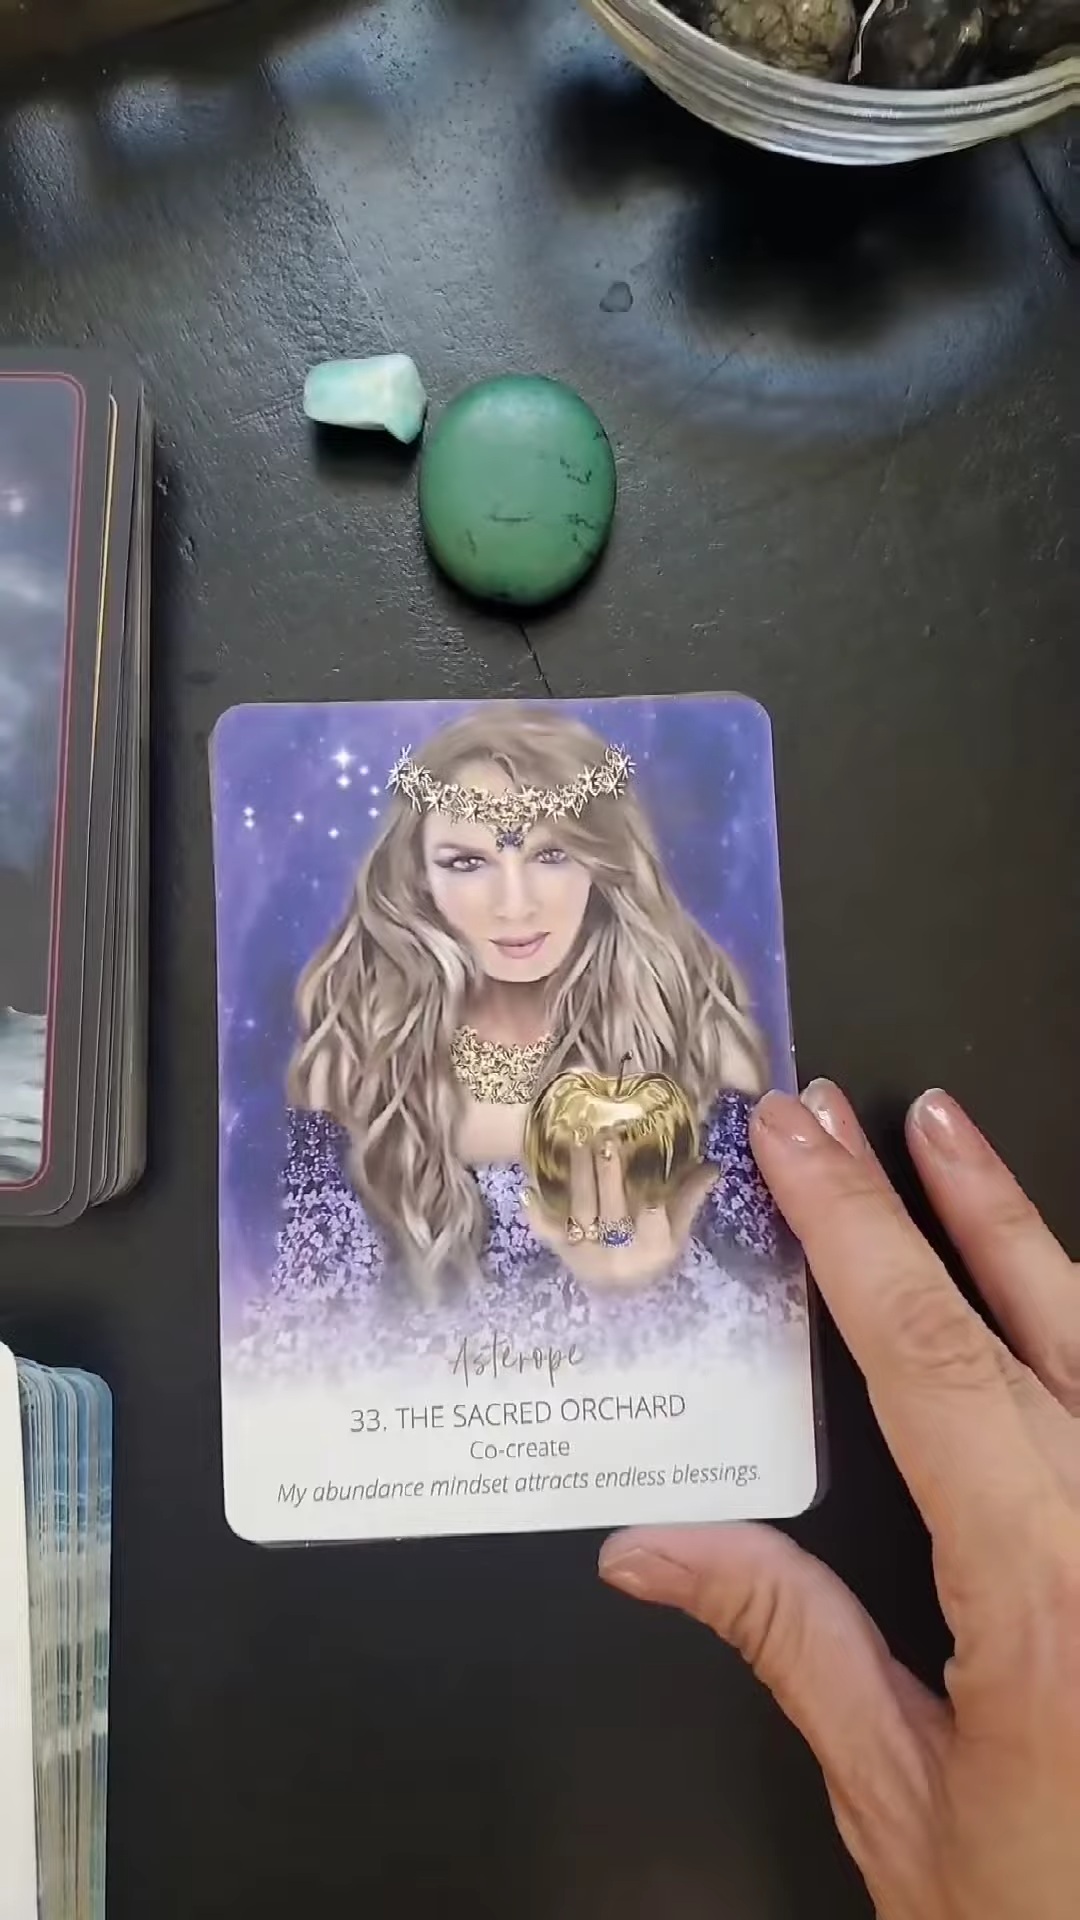 Asterope
33. THE SACRED ORCHARD
Co-create
My abundance mindset attracts endless blessings.